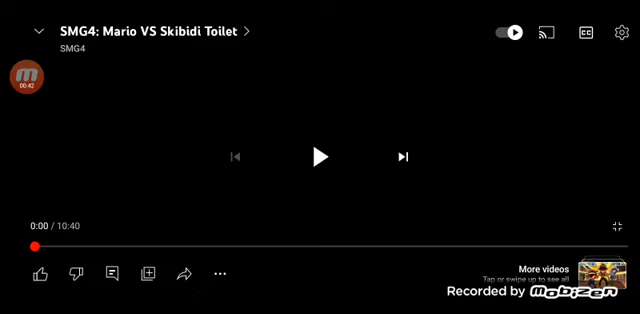 SMG4: Mario VS Skibidi Toilet
SMG4
00:42
CC
0:00 / 10:40
More videos
Tap or swipe up to see all
Recorded by Mobizen